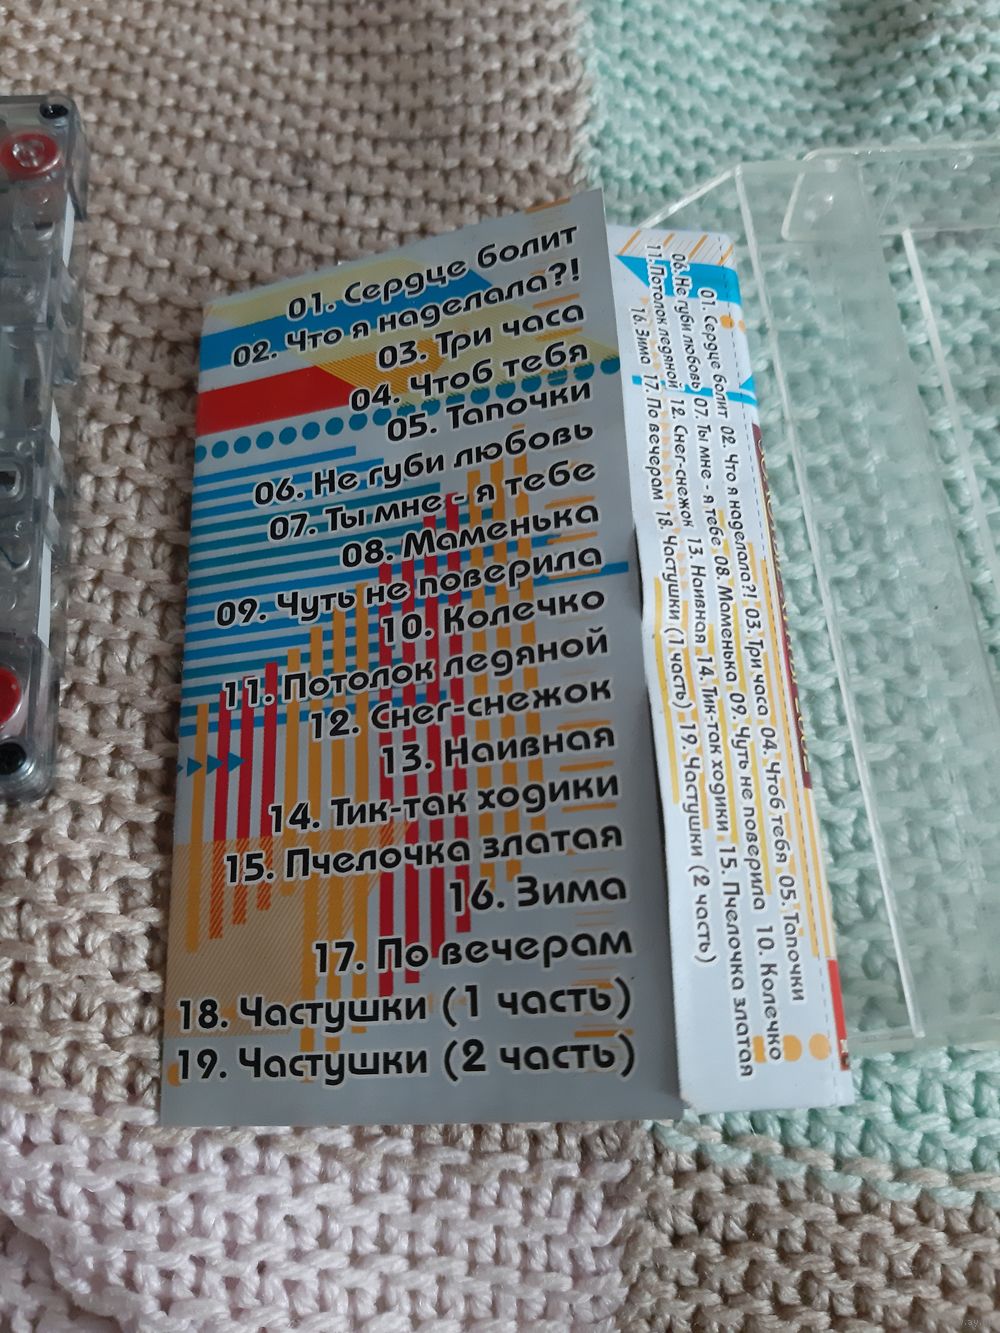 01. Сердце болит
02. Что я наделала?!
03. Три часа
04. Чтоб тебя
05. Тапочки
06. Не губи любовь
07. Ты мне - я тебе
08. Маменька
09. Чуть не поверила
10. Колечко
11. Потолок ледяной
12. Снег-снежок
13. Наивная
14. Тик-так ходики
15. Пчелочка златая
16. Зима
17. По вечерам
18. Частушки (1 часть)
19. Частушки (2 часть)
01. Сердце болит 02. Что я наделала?! 03. Три часа 04. Чтоб тебя 05. Тапочки
06. Не губи любовь 07. Ты мне - я тебе 08. Маменька 09. Чуть не поверила 10. Колечко
11. Потолок ледяной 12. Снег-снежок 13. Наивная 14. Тик-так ходики 15. Пчелочка златая
16. Зима 17. По вечерам 18. Частушки (1 часть) 19. Частушки (2 часть)